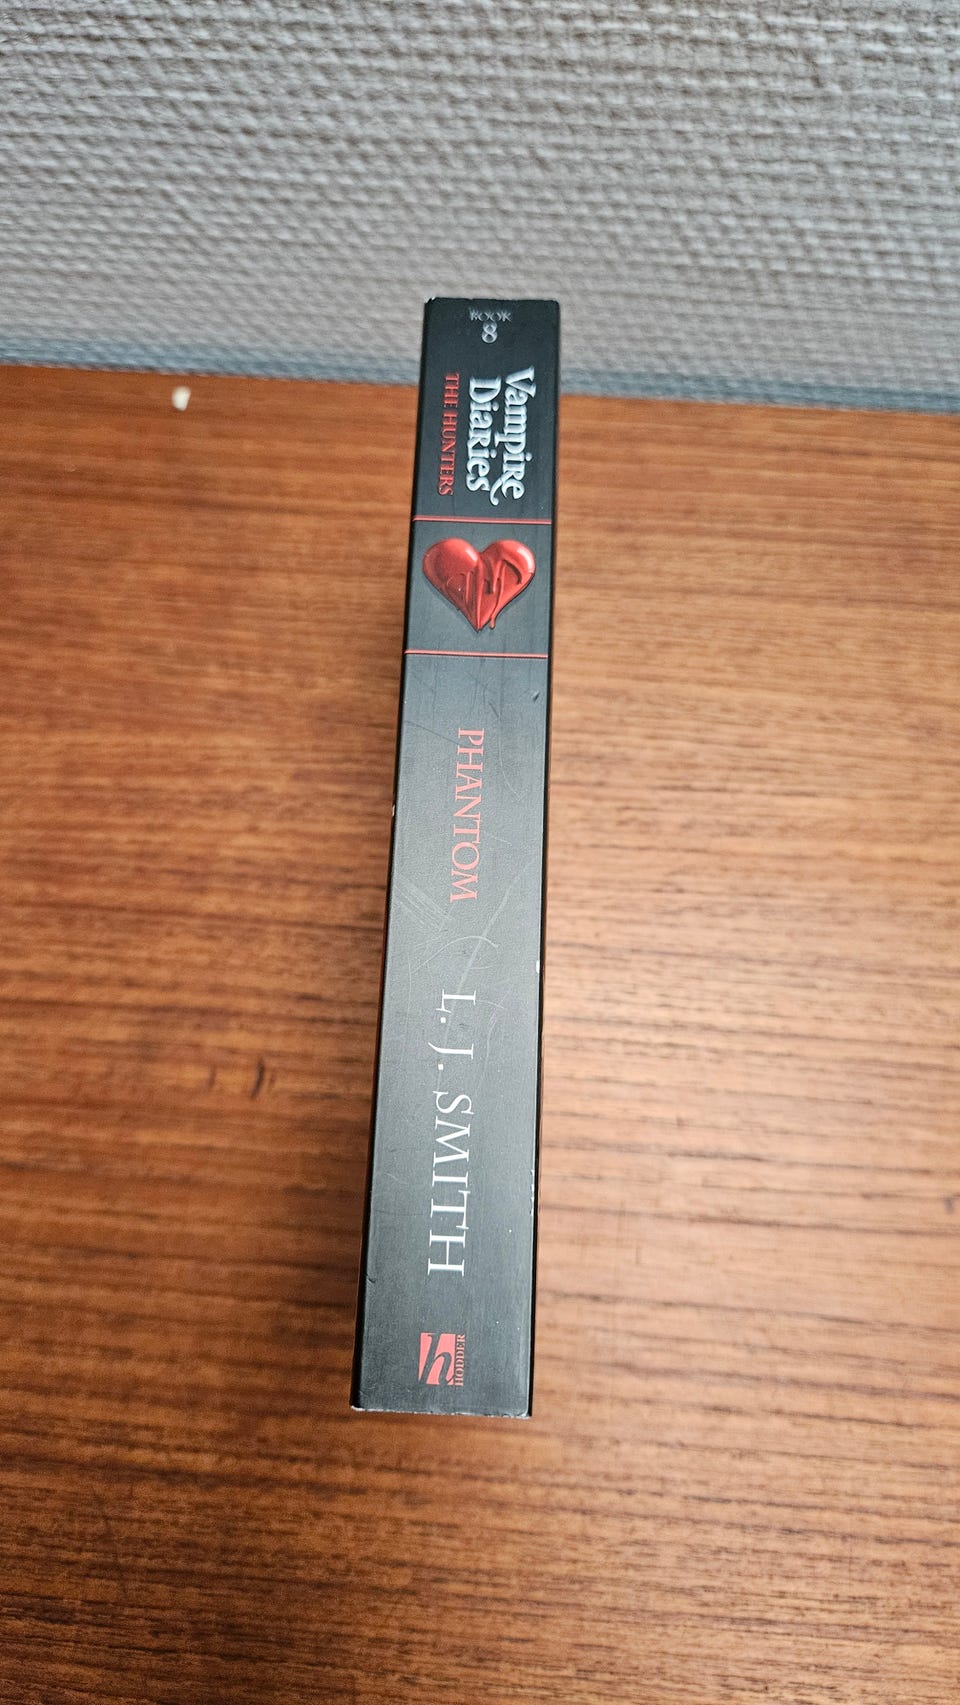 BOOK
8
Vampire
Diaries
THE HUNTERS
PHANTOM
L. J. SMITH
h
HODDER